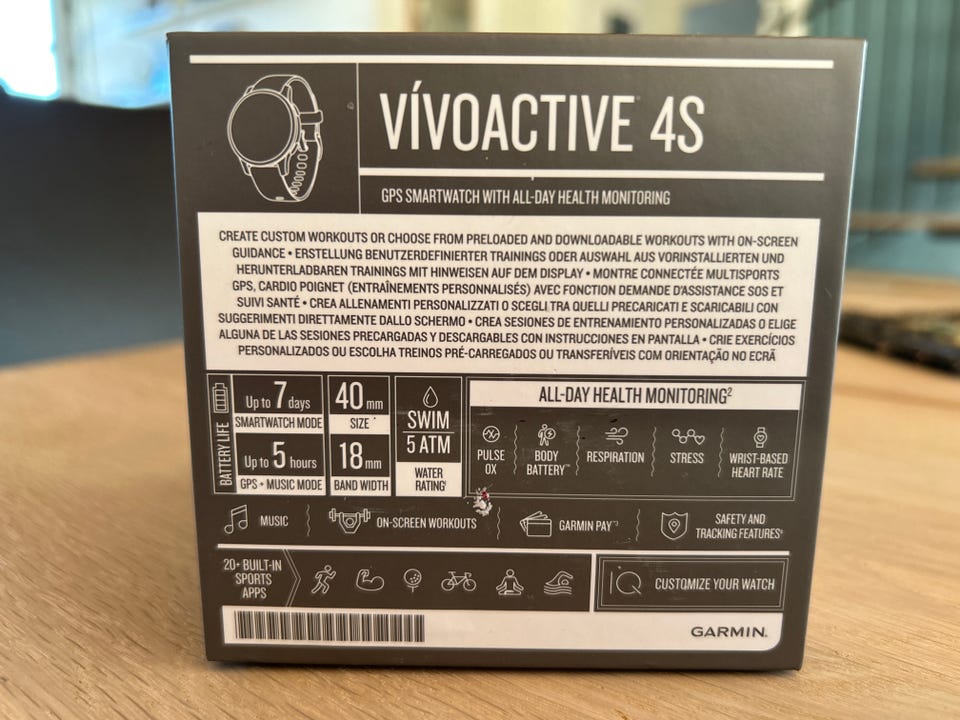 VÍVOACTIVE® 4S
GPS SMARTWATCH WITH ALL-DAY HEALTH MONITORING
CREATE CUSTOM WORKOUTS OR CHOOSE FROM PRELOADED AND DOWNLOADABLE WORKOUTS WITH ON-SCREEN
GUIDANCE • ERSTELLUNG BENUTZERDEFINIERTER TRAININGS ODER AUSWAHL AUS VORINSTALLIERTEN UND
HERUNTERLADBAREN TRAININGS MIT HINWEISEN AUF DEM DISPLAY • MONTRE CONNECTÉE MULTISPORTS
GPS, CARDIO POIGNET (ENTRAÎNEMENTS PERSONNALISÉS) AVEC FONCTION DEMANDE D'ASSISTANCE SOS ET
SUIVI SANTÉ • CREA ALLENAMENTI PERSONALIZZATI O SCEGLI TRA QUELLI PRECARICATI E SCARICABILI CON
SUGGERIMENTI DIRETTAMENTE DALLO SCHERMO • CREA SESIONES DE ENTRENAMIENTO PERSONALIZADAS O ELIGE
ALGUNA DE LAS SESIONES PRECARGADAS Y DESCARGABLES CON INSTRUCCIONES EN PANTALLA • CRIE EXERCÍCIOS
PERSONALIZADOS OU ESCOLHA TREINOS PRÉ-CARREGADOS OU TRANSFERÍVEIS COM ORIENTAÇÃO NO ECRÃ
BATTERY LIFE
Up to 7 days
SMARTWATCH MODE
Up to 5 hours
GPS + MUSIC MODE
40 mm
SIZE
18 mm
BAND WIDTH
SWIM
5 ATM
WATER
RATING¹
ALL-DAY HEALTH MONITORING²
PULSE
OX
BODY
BATTERY™
RESPIRATION
STRESS
WRIST-BASED
HEART RATE
MUSIC
ON-SCREEN WORKOUTS
GARMIN PAY™³
SAFETY AND
TRACKING FEATURES⁴
20+ BUILT-IN
SPORTS
APPS
IQ
CUSTOMIZE YOUR WATCH
GARMIN.